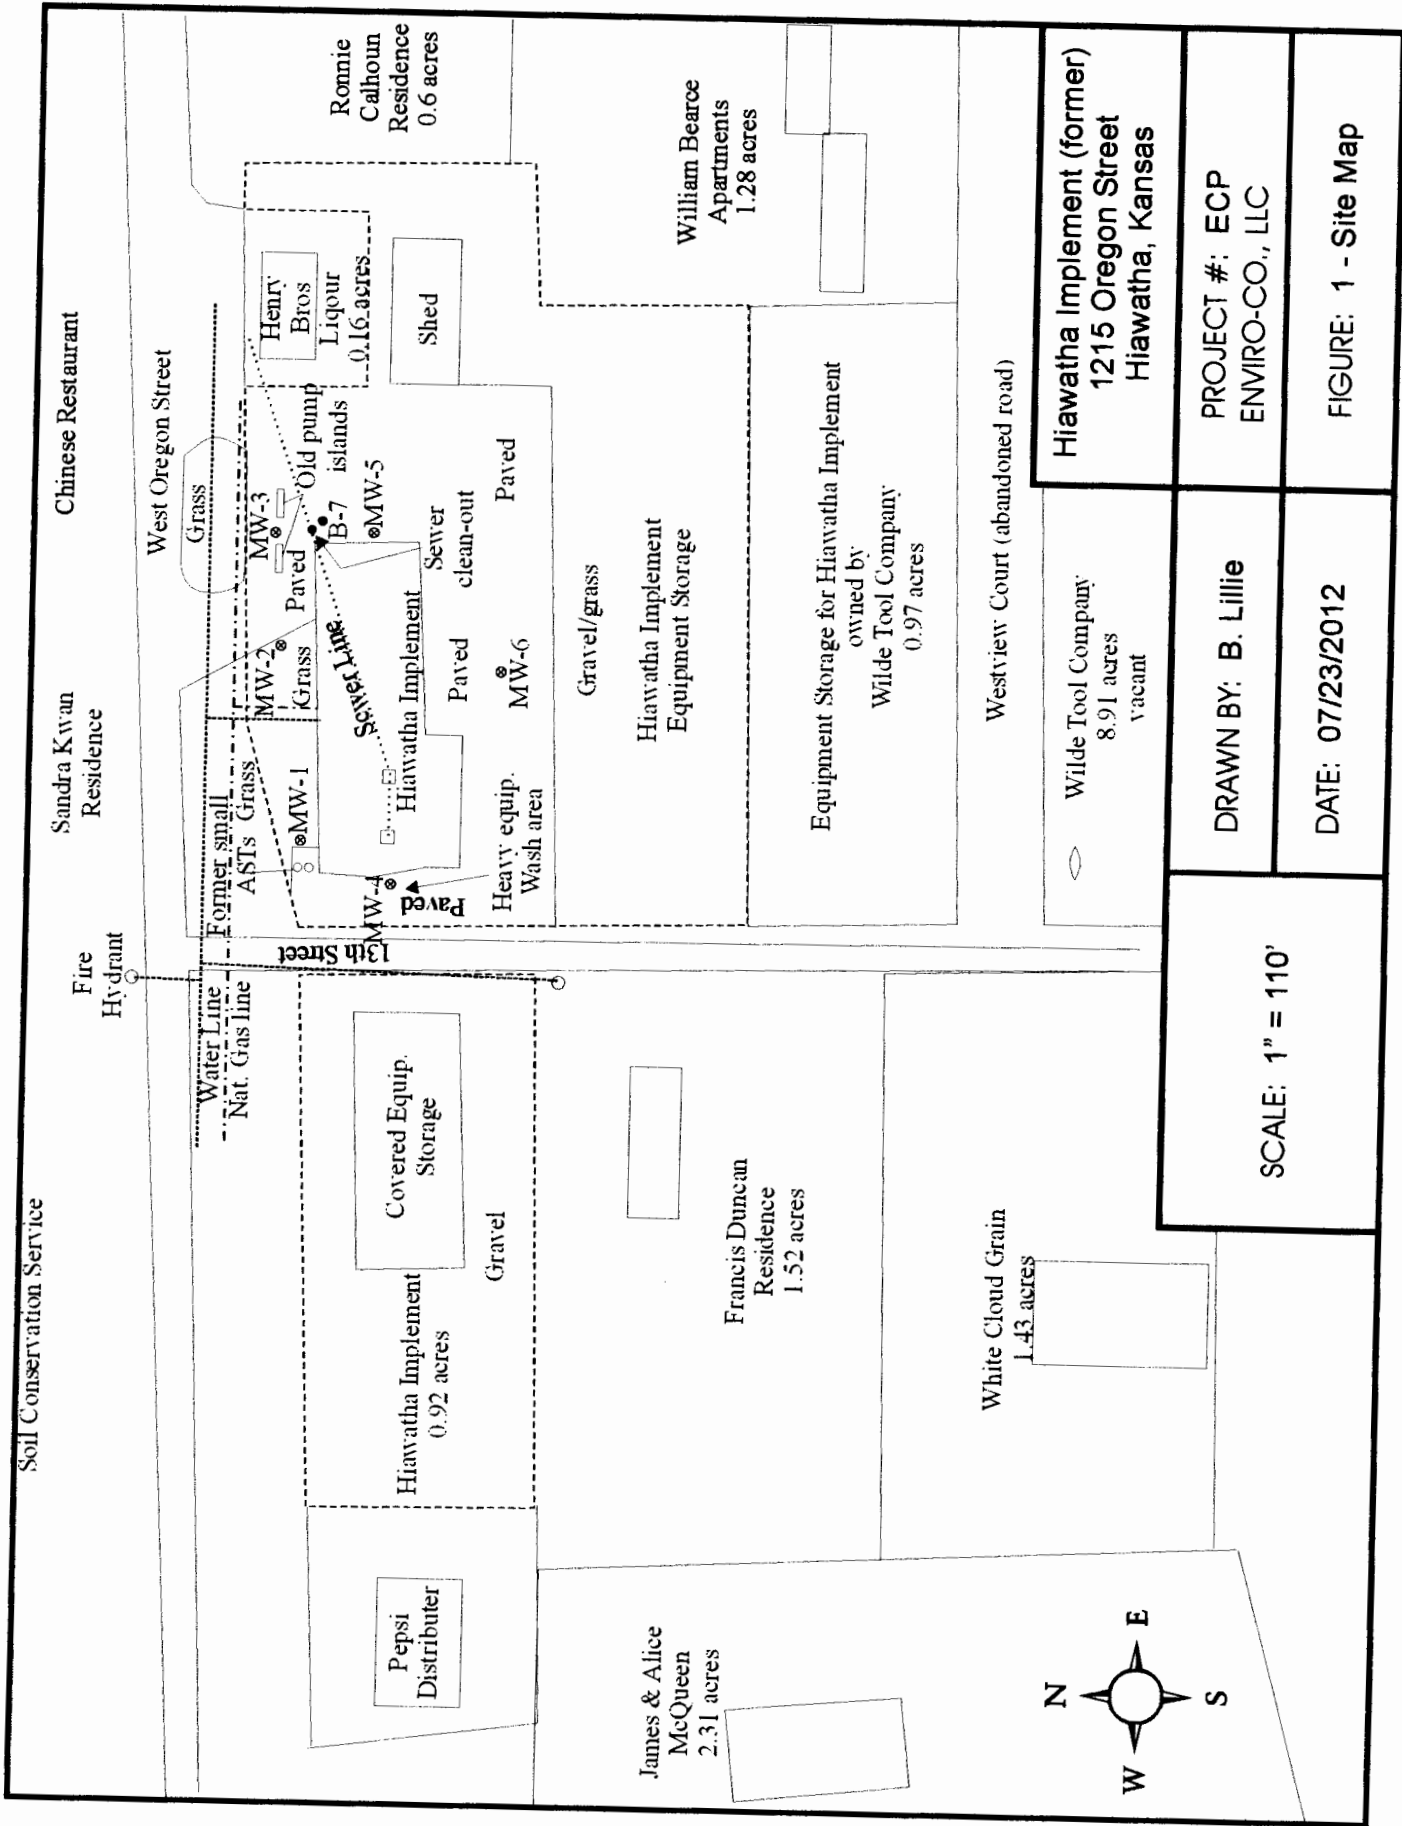 Soil Conservation Service
Fire
Hydrant
Sandra Kwan
Residence
Chinese Restaurant
West Oregon Street
Grass
Water Line
Nat. Gas line
Former small
ASTs
Grass
MW-1
MW-2
Grass
Paved
MW-3
Old pump
islands
B-7
MW-5
Henry
Bros
Liqour
0.16 acres
Shed
Ronnie
Calhoun
Residence
0.6 acres
13th Street
MW-4
Paved
Sewer Line
Hiawatha Implement
Sewer
clean-out
Paved
Paved
MW-6
Heavy equip.
Wash area
Pepsi
Distributer
Hiawatha Implement
0.92 acres
Covered Equip.
Storage
Gravel
Gravel/grass
Hiawatha Implement
Equipment Storage
William Bearce
Apartments
1.28 acres
James & Alice
McQueen
2.31 acres
Francis Duncan
Residence
1.52 acres
Equipment Storage for Hiawatha Implement
owned by
Wilde Tool Company
0.97 acres
White Cloud Grain
1.43 acres
Westview Court (abandoned road)
Wilde Tool Company
8.91 acres
vacant
N
W
E
S
Hiawatha Implement (former)
1215 Oregon Street
Hiawatha, Kansas
SCALE: 1" = 110'
DRAWN BY: B. Lillie
PROJECT #: ECP
ENVIRO-CO., LLC
DATE: 07/23/2012
FIGURE: 1 - Site Map